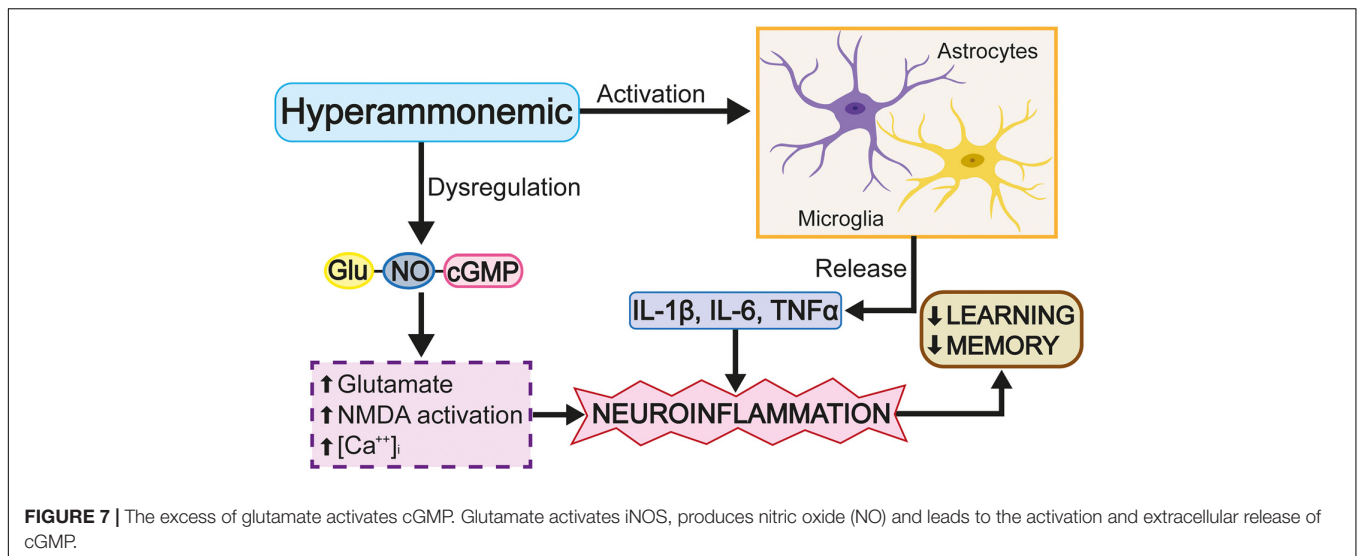 Hyperammonemic
Activation
Astrocytes
Microglia
Dysregulation
Glu NO cGMP
Release
IL-1β, IL-6, TNFα
⬇ LEARNING
⬇ MEMORY
⬆ Glutamate
⬆ NMDA activation
⬆ [Ca⁺⁺]ᵢ
NEUROINFLAMMATION
FIGURE 7 | The excess of glutamate activates cGMP. Glutamate activates iNOS, produces nitric oxide (NO) and leads to the activation and extracellular release of
cGMP.